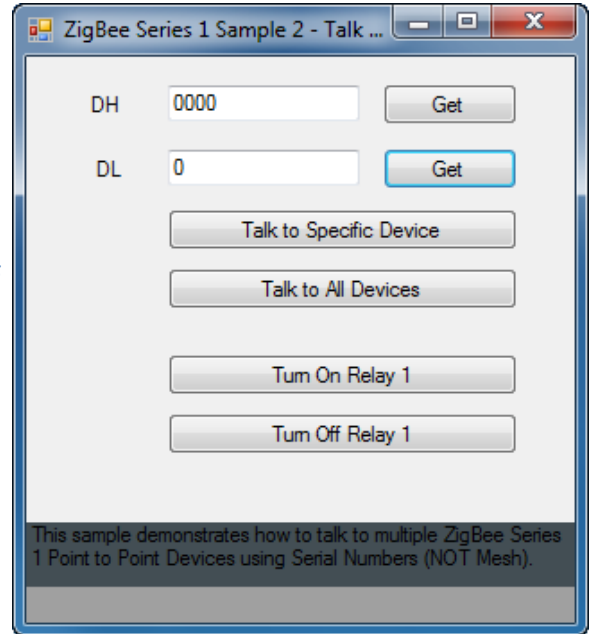 ZigBee Series 1 Sample 2 - Talk ...
DH 0000 Get
DL 0 Get
Talk to Specific Device
Talk to All Devices
Turn On Relay 1
Turn Off Relay 1
This sample demonstrates how to talk to multiple ZigBee Series
1 Point to Point Devices using Serial Numbers (NOT Mesh).